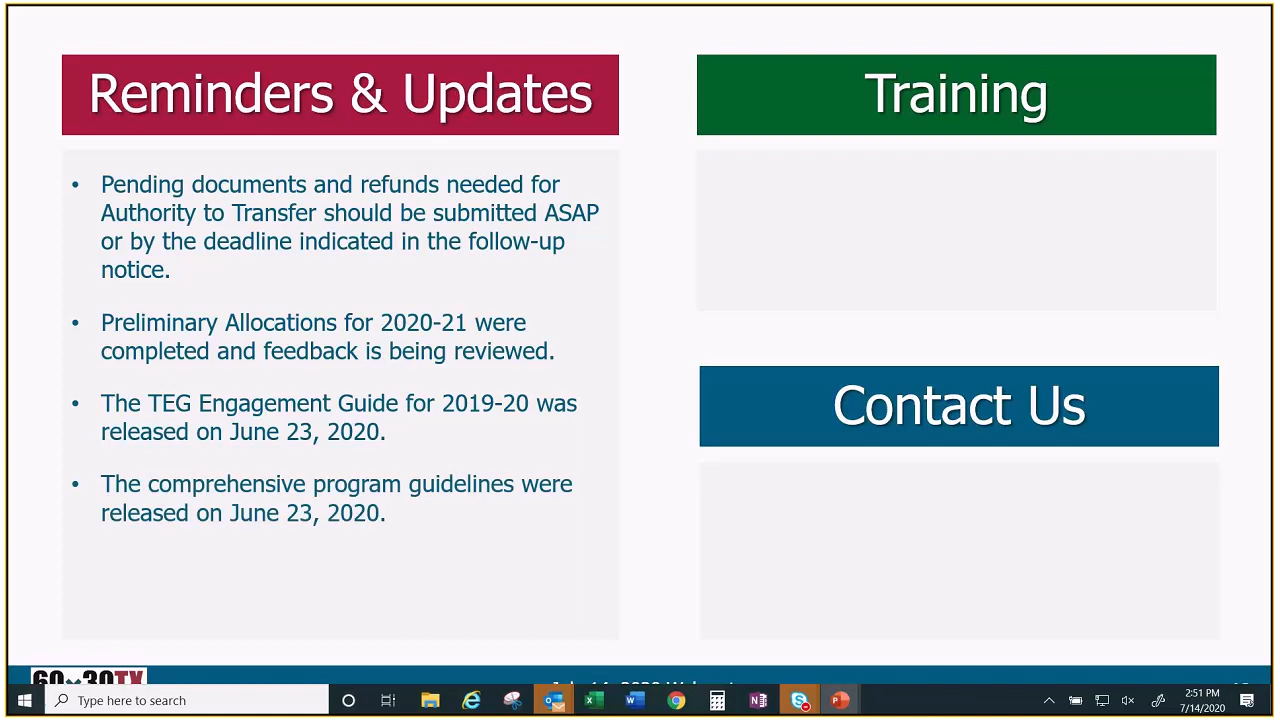 Reminders & Updates
• Pending documents and refunds needed for
Authority to Transfer should be submitted ASAP
or by the deadline indicated in the follow-up
notice.
• Preliminary Allocations for 2020-21 were
completed and feedback is being reviewed.
• The TEG Engagement Guide for 2019-20 was
released on June 23, 2020.
• The comprehensive program guidelines were
released on June 23, 2020.
Training
Contact Us
60x30TX
Type here to search
2:51 PM
7/14/2020